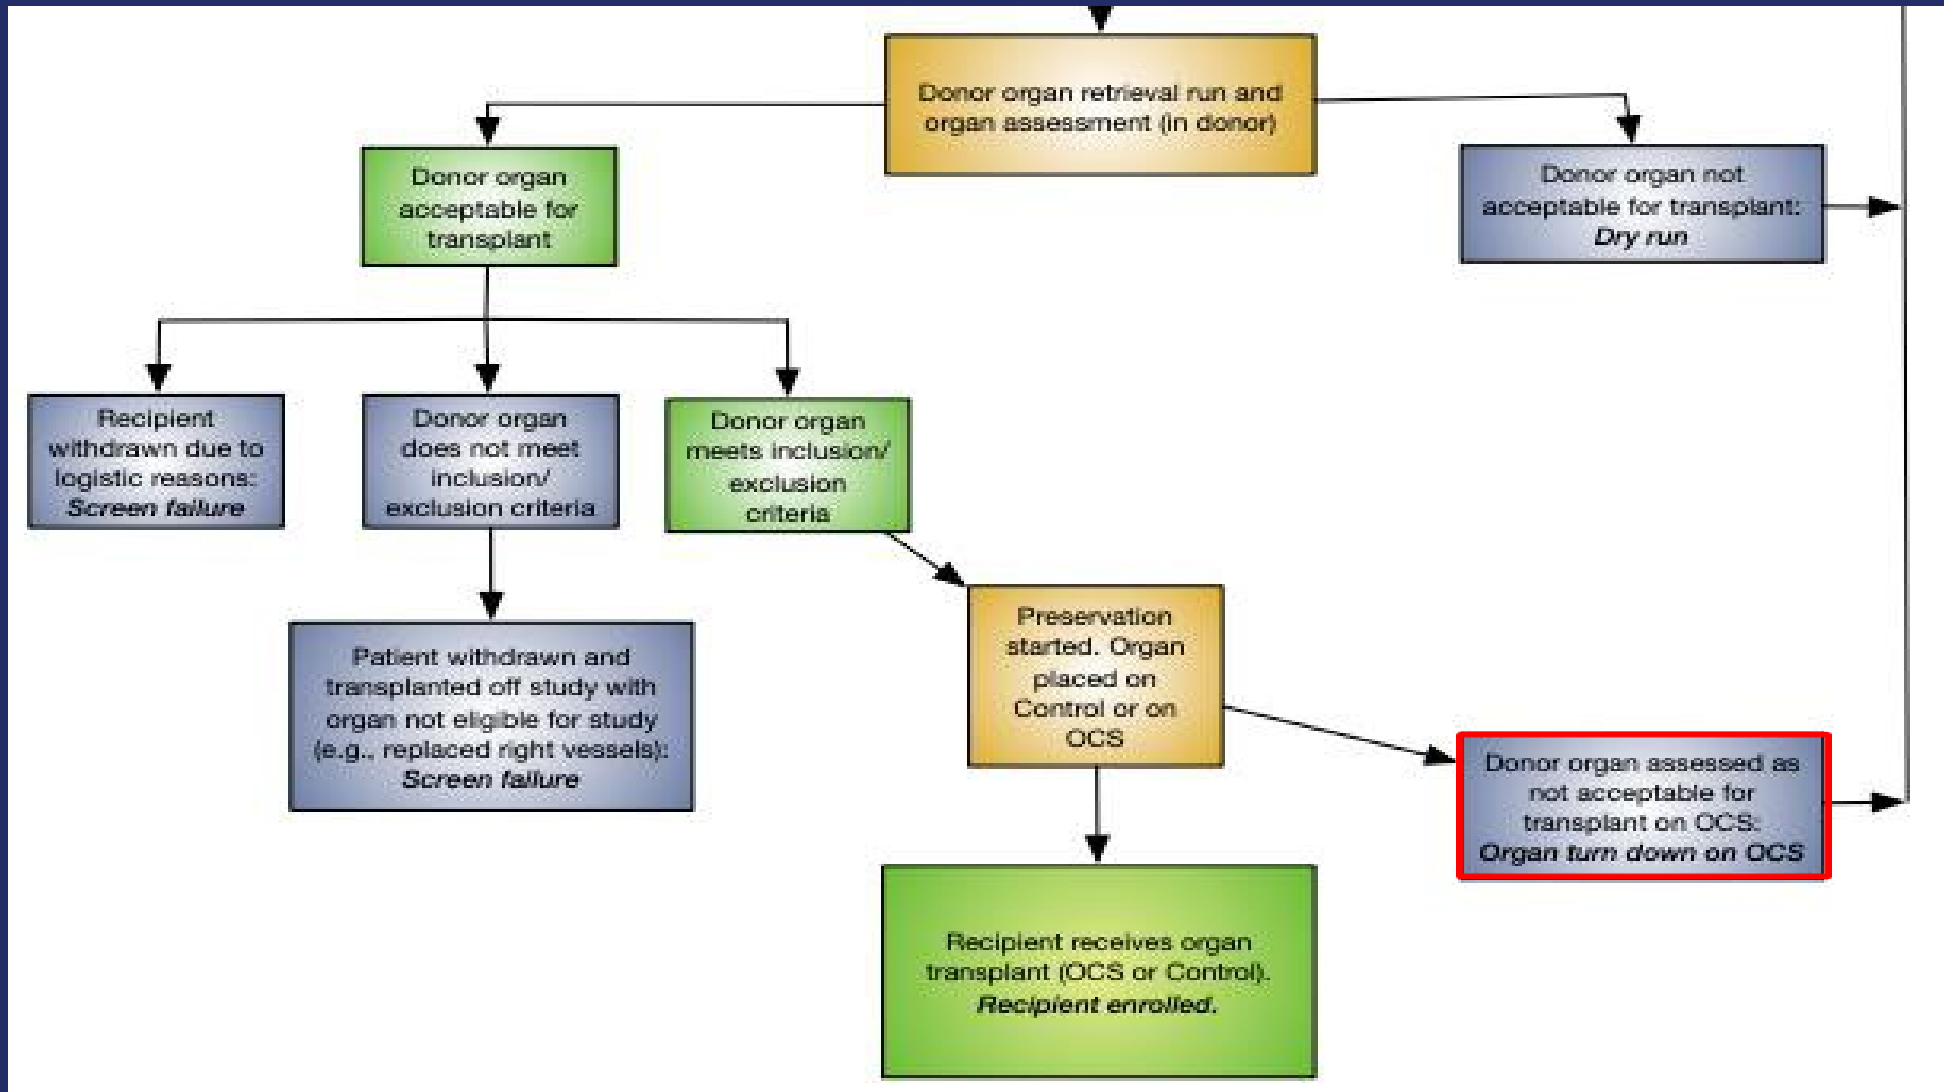 Donor organ retrieval run and
organ assessment (in donor)
Donor organ
acceptable for
transplant
Donor organ not
acceptable for transplant:
Dry run
Recipient
withdrawn due to
logistic reasons:
Screen failure
Donor organ
does not meet
inclusion/
exclusion criteria
Donor organ
meets inclusion/
exclusion
criteria
Patient withdrawn and
transplanted off study with
organ not eligible for study
(e.g., replaced right vessels):
Screen failure
Preservation
started. Organ
placed on
Control or on
OCS
Donor organ assessed as
not acceptable for
transplant on OCS:
Organ turn down on OCS
Recipient receives organ
transplant (OCS or Control).
Recipient enrolled.